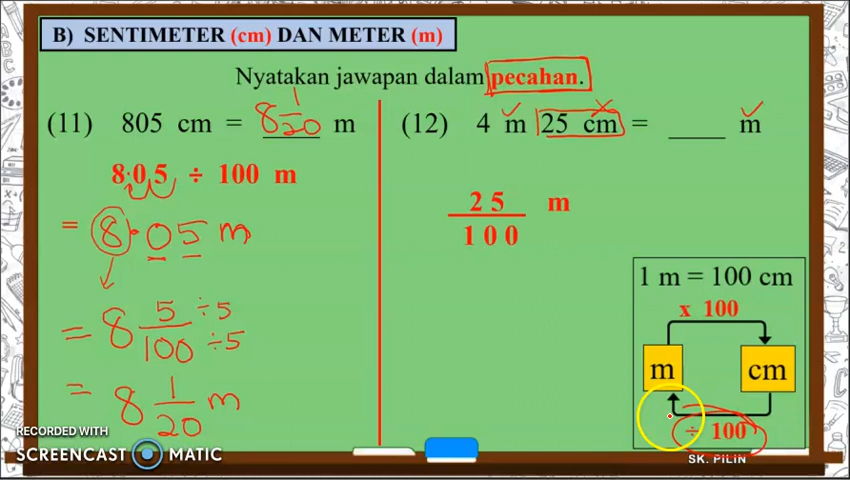 B) SENTIMETER (cm) DAN METER (m)
Nyatakan jawapan dalam pecahan.
(11) 805 cm = 8 1/20 m
8.05 ÷ 100 m
= 8.05 m
= 8 5/100 ÷5 ÷5
= 8 1/20 m
(12) 4 m 25 cm = ____ m
25/100 m
1 m = 100 cm
x 100
m cm
÷ 100
SK. PILIN
RECORDED WITH
SCREENCAST MATIC